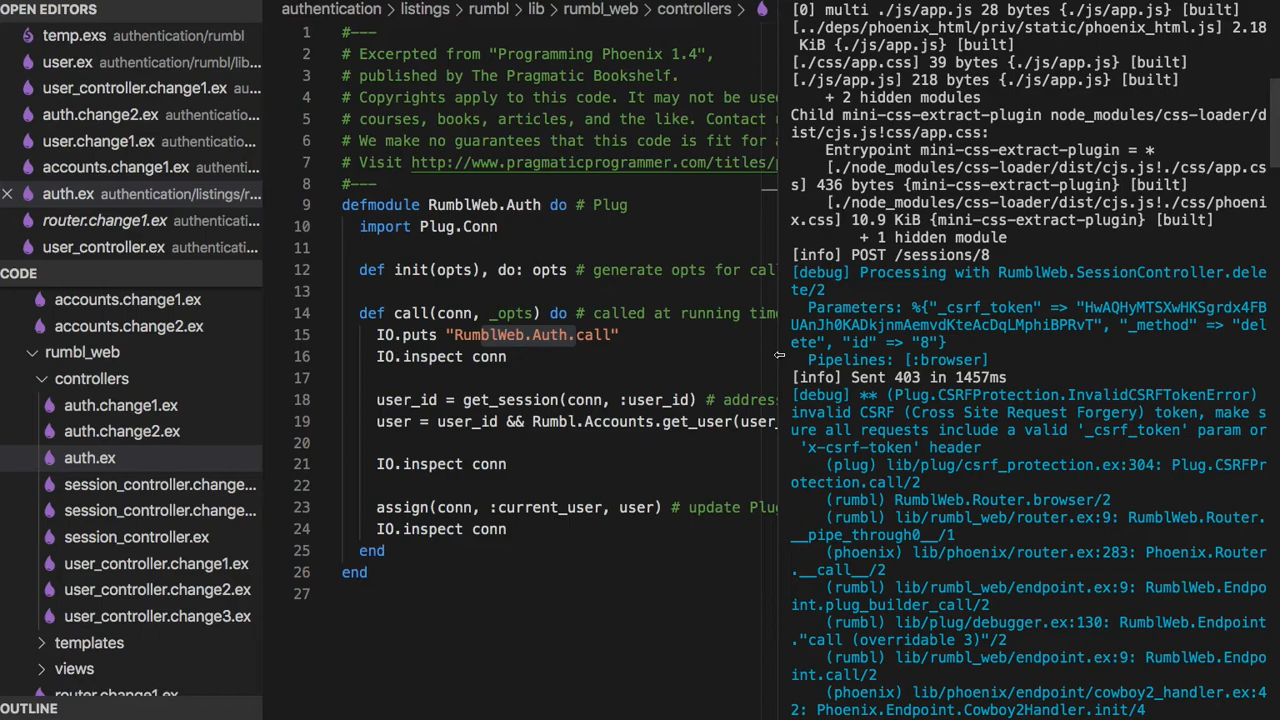 OPEN EDITORS
temp.exs authentication/rumbl
user.ex authentication/rumbl/lib...
user_controller.change1.ex au...
auth.change2.ex authenticatio...
user.change1.ex authentication...
accounts.change1.ex authentic...
auth.ex authentication/listings/r...
router.change1.ex authenticati...
user_controller.ex authenticati...
CODE
accounts.change1.ex
accounts.change2.ex
rumbl_web
controllers
auth.change1.ex
auth.change2.ex
auth.ex
session_controller.change...
session_controller.change...
session_controller.ex
user_controller.change1.ex
user_controller.change2.ex
user_controller.change3.ex
templates
views
router.change1.ex
OUTLINE
authentication > listings > rumbl > lib > rumbl_web > controllers >
1 #---
2 # Excerpted from "Programming Phoenix 1.4",
3 # published by The Pragmatic Bookshelf.
4 # Copyrights apply to this code. It may not be used
5 # courses, books, articles, and the like. Contact
6 # We make no guarantees that this code is fit for
7 # Visit http://www.pragmaticprogrammer.com/titles/
8 #---
9 defmodule RumblWeb.Auth do # Plug
10 import Plug.Conn
11
12 def init(opts), do: opts # generate opts for cal
13
14 def call(conn, _opts) do # called at running time
15 IO.puts "RumblWeb.Auth.call"
16 IO.inspect conn
17
18 user_id = get_session(conn, :user_id) # addres
19 user = user_id && Rumbl.Accounts.get_user(user_
20
21 IO.inspect conn
22
23 assign(conn, :current_user, user) # update Plu
24 IO.inspect conn
25 end
26 end
27
[0] multi ./js/app.js 28 bytes {./js/app.js} [built]
[../deps/phoenix_html/priv/static/phoenix_html.js] 2.18
KiB {./js/app.js} [built]
[./css/app.css] 39 bytes {./js/app.js} [built]
[./js/app.js] 218 bytes {./js/app.js} [built]
+ 2 hidden modules
Child mini-css-extract-plugin node_modules/css-loader/d
ist/cjs.js!css/app.css:
Entrypoint mini-css-extract-plugin = *
[./node_modules/css-loader/dist/cjs.js!./css/app.cs
s] 436 bytes {mini-css-extract-plugin} [built]
[./node_modules/css-loader/dist/cjs.js!./css/phoeni
x.css] 10.9 KiB {mini-css-extract-plugin} [built]
+ 1 hidden module
[info] POST /sessions/8
[debug] Processing with RumblWeb.SessionController.dele
te/2
Parameters: %{"_csrf_token" => "HwAQHyMTSXwHKSgrdx4FB
UAnJh0KADkjnmAemvdKteAcDqLMphiBPRvT", "_method" => "del
ete", "id" => "8"}
Pipelines: [:browser]
[info] Sent 403 in 1457ms
[debug] ** (Plug.CSRFProtection.InvalidCSRFTokenError)
invalid CSRF (Cross Site Request Forgery) token, make s
ure all requests include a valid '_csrf_token' param or
'x-csrf-token' header
(plug) lib/plug/csrf_protection.ex:304: Plug.CSRFPr
otection.call/2
(rumbl) RumblWeb.Router.browser/2
(rumbl) lib/rumbl_web/router.ex:9: RumblWeb.Router.
__pipe_through0__/1
(phoenix) lib/phoenix/router.ex:283: Phoenix.Router
.__call__/2
(rumbl) lib/rumbl_web/endpoint.ex:9: RumblWeb.Endpo
int.plug_builder_call/2
(rumbl) lib/plug/debugger.ex:130: RumblWeb.Endpoint
."call (overridable 3)"/2
(rumbl) lib/rumbl_web/endpoint.ex:9: RumblWeb.Endpo
int.call/2
(phoenix) lib/phoenix/endpoint/cowboy2_handler.ex:4
2: Phoenix.Endpoint.Cowboy2Handler.init/4